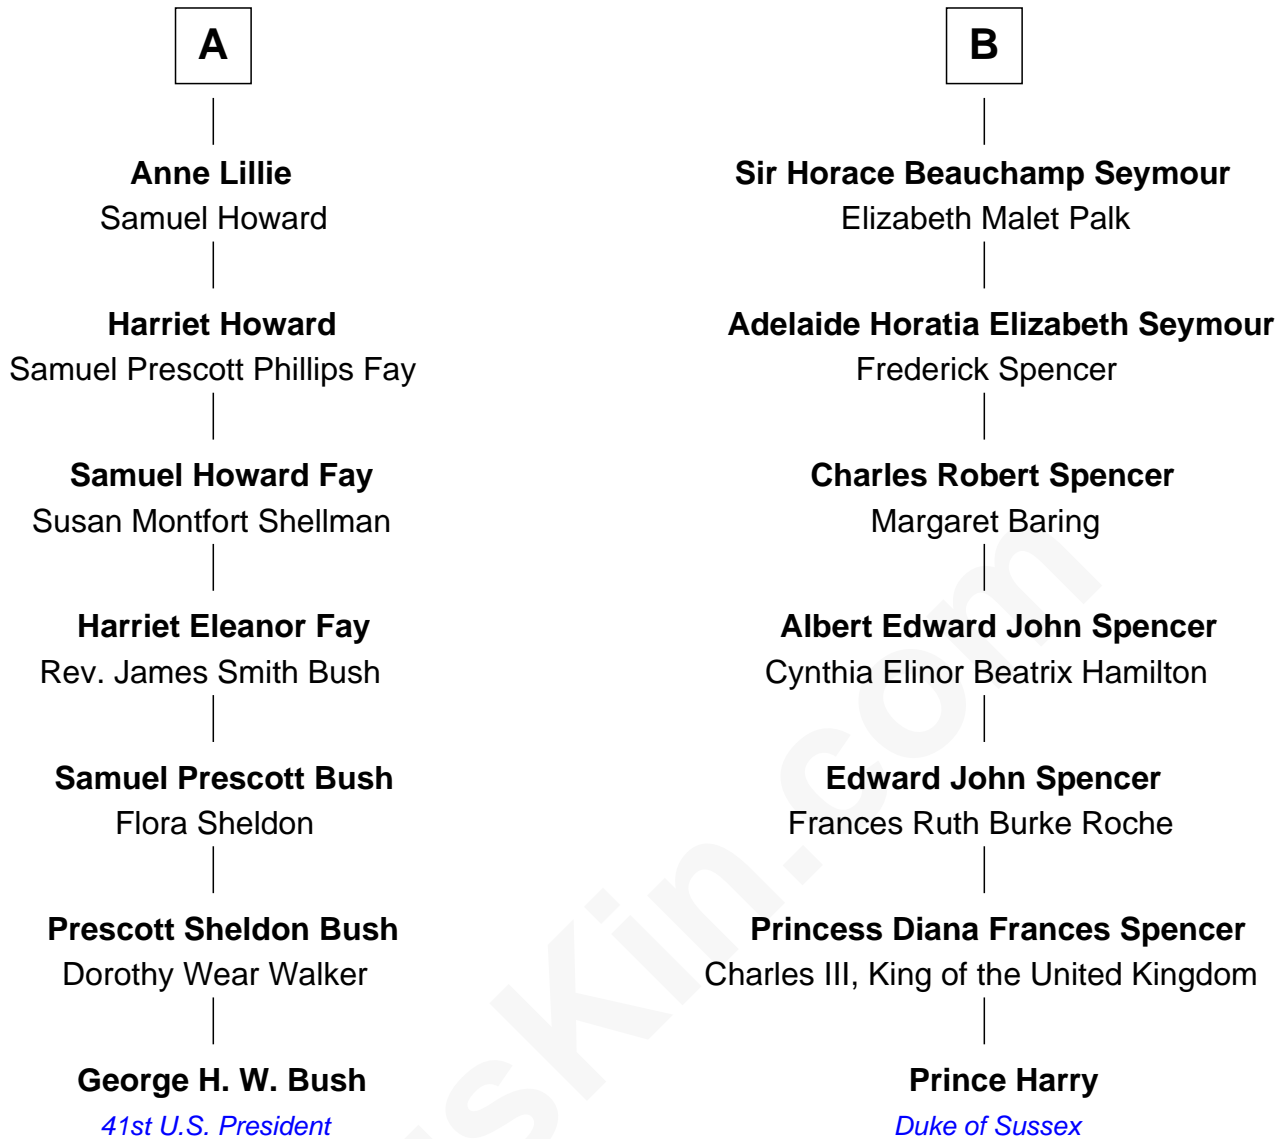 A
Anne Lillie
Samuel Howard
Harriet Howard
Samuel Prescott Phillips Fay
Samuel Howard Fay
Susan Montfort Shellman
Harriet Eleanor Fay
Rev. James Smith Bush
Samuel Prescott Bush
Flora Sheldon
Prescott Sheldon Bush
Dorothy Wear Walker
George H. W. Bush
41st U.S. President
B
Sir Horace Beauchamp Seymour
Elizabeth Malet Palk
Adelaide Horatia Elizabeth Seymour
Frederick Spencer
Charles Robert Spencer
Margaret Baring
Albert Edward John Spencer
Cynthia Elinor Beatrix Hamilton
Edward John Spencer
Frances Ruth Burke Roche
Princess Diana Frances Spencer
Charles III, King of the United Kingdom
Prince Harry
Duke of Sussex